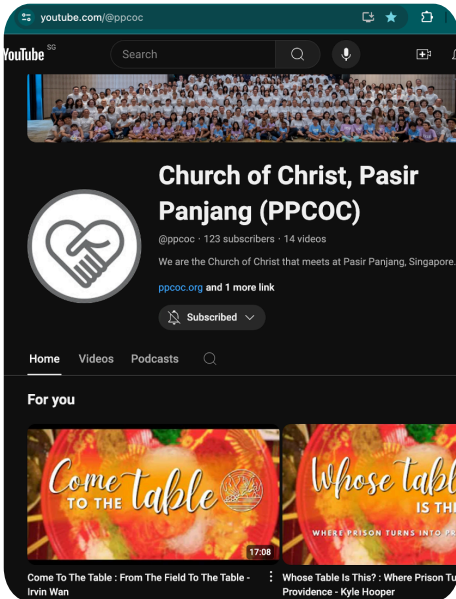 youtube.com/@ppcoc
YouTube SG
Search
Church of Christ, Pasir
Panjang (PPCOC)
@ppcoc · 123 subscribers · 14 videos
We are the Church of Christ that meets at Pasir Panjang, Singapore.
ppcoc.org and 1 more link
Subscribed
Home Videos Podcasts
For you
Come
TO THE table
17:08
Whose tabl
IS TH
WHERE PRISON TURNS INTO PR
Come To The Table : From The Field To The Table -
Irvin Wan
Whose Table Is This? : Where Prison Tu
Providence - Kyle Hooper